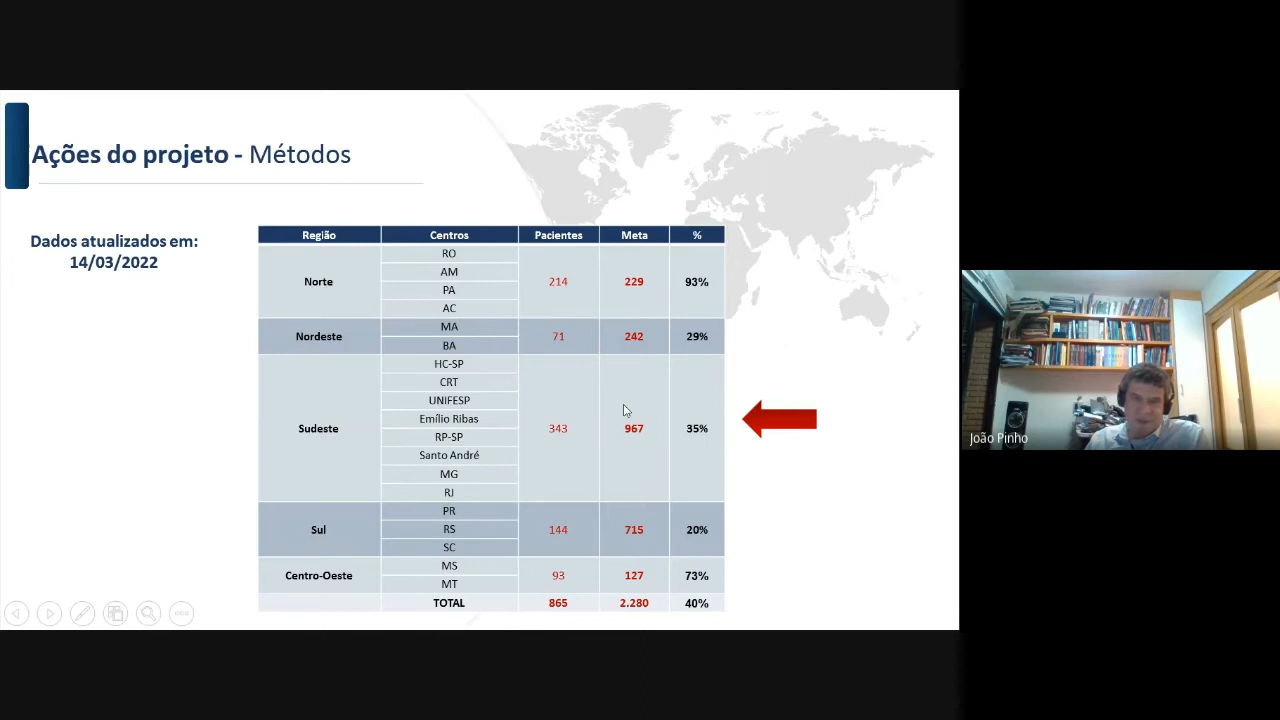 Ações do projeto - Métodos
Dados atualizados em:
14/03/2022
Região Centros Pacientes Meta %
Norte
RO
AM
PA
AC
214 229 93%
Nordeste
MA
BA
71 242 29%
Sudeste
HC-SP
CRT
UNIFESP
Emílio Ribas
RP-SP
Santo André
MG
RJ
343 967 35%
Sul
PR
RS
SC
144 715 20%
Centro-Oeste
MS
MT
93 127 73%
TOTAL 865 2.280 40%
João Pinho